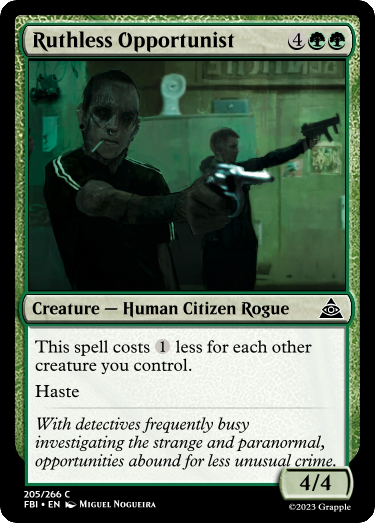 Ruthless Opportunist 4
Creature — Human Citizen Rogue
This spell costs 1 less for each other
creature you control.
Haste
With detectives frequently busy
investigating the strange and paranormal,
opportunities abound for less unusual crime.
4/4
205/266 C
FBI • EN Miguel Nogueira
©2023 Grapple